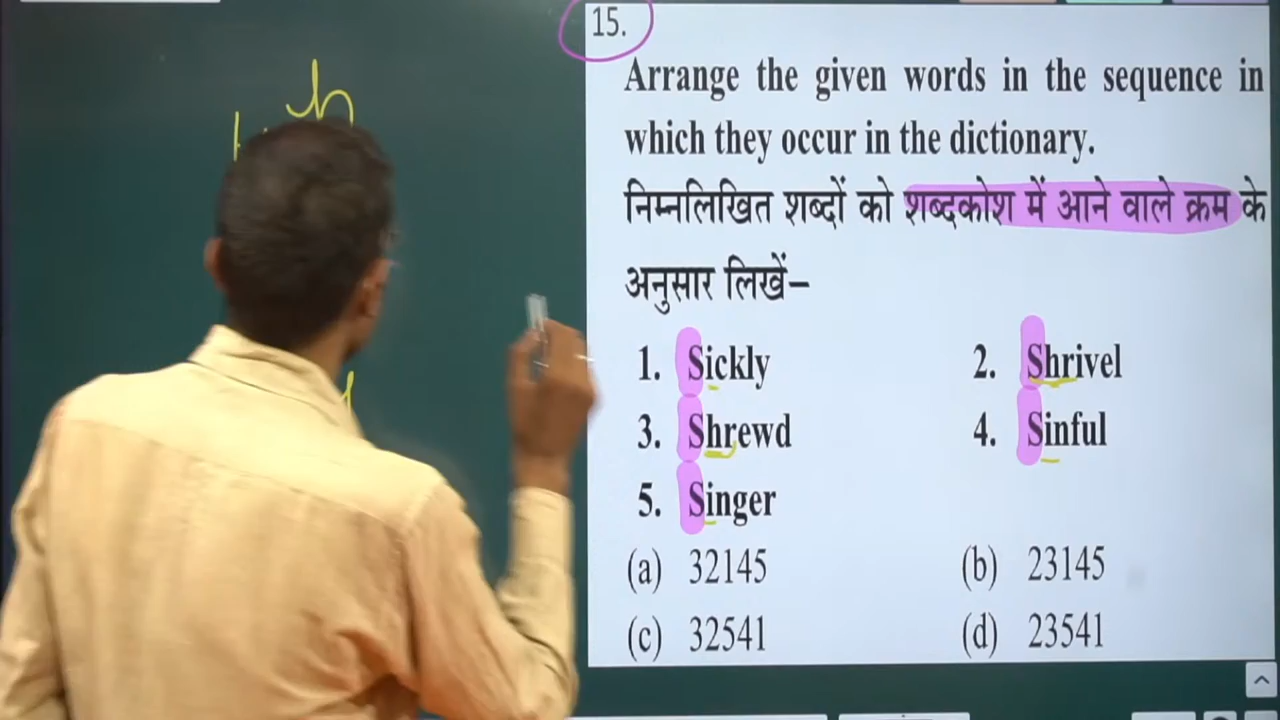 15.
Arrange the given words in the sequence in
which they occur in the dictionary.
निम्नलिखित शब्दों को शब्दकोश में आने वाले क्रम के
अनुसार लिखें–
1. Sickly 2. Shrivel
3. Shrewd 4. Sinful
5. Singer
(a) 32145 (b) 23145
(c) 32541 (d) 23541
h